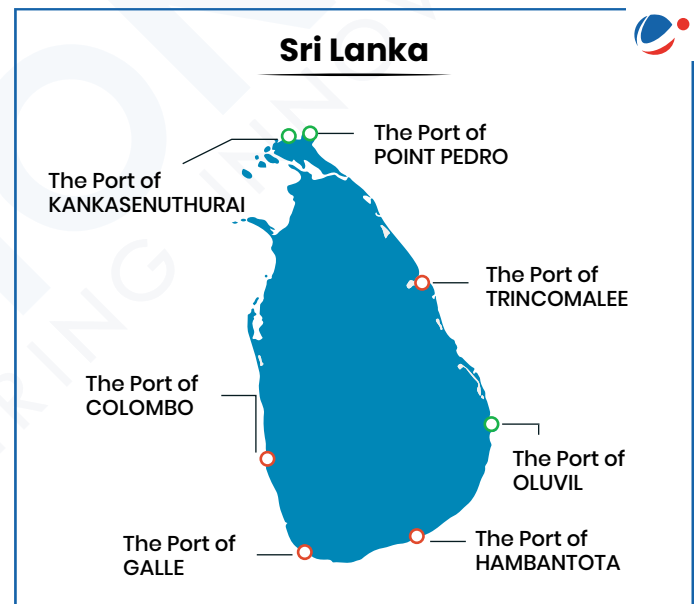 Sri Lanka
The Port of
POINT PEDRO
The Port of
KANKASENUTHURAI
The Port of
TRINCOMALEE
The Port of
COLOMBO
The Port of
OLUVIL
The Port of
GALLE
The Port of
HAMBANTOTA